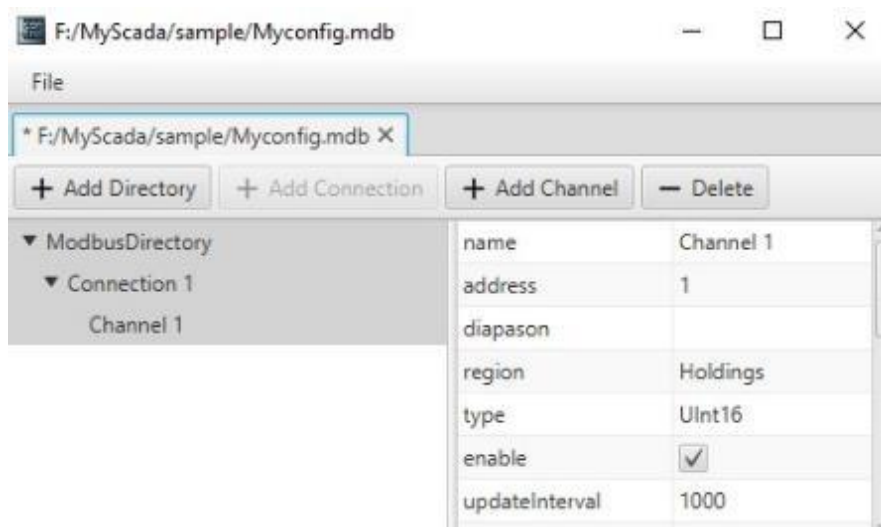 F:/MyScada/sample/Myconfig.mdb
File
* F:/MyScada/sample/Myconfig.mdb
Add Directory Add Connection Add Channel Delete
ModbusDirectory
Connection 1
Channel 1
name Channel 1
address 1
diapason
region Holdings
type UInt16
enable
updateInterval 1000